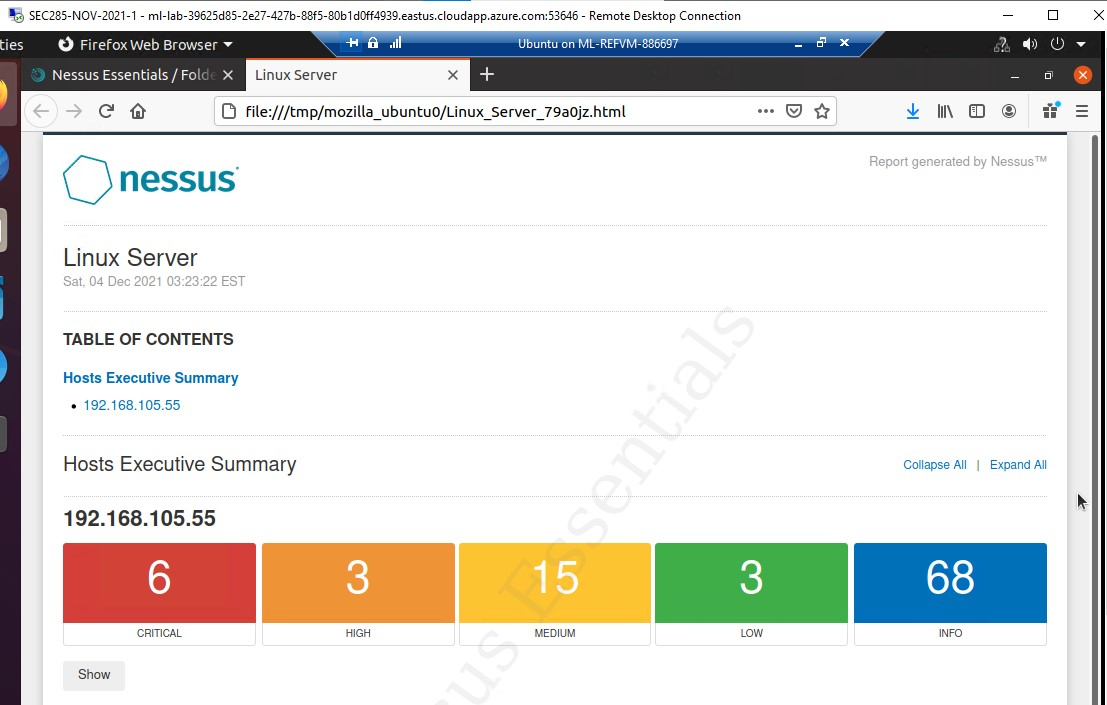 SEC285-NOV-2021-1 - ml-lab-39625d85-2e27-427b-88f5-80b1d0ff4939.eastus.cloudapp.azure.com:53646 - Remote Desktop Connection
ties Firefox Web Browser Ubuntu on ML-REFVM-886697
Nessus Essentials / Folde Linux Server
file:///tmp/mozilla_ubuntu0/Linux_Server_79a0jz.html
nessus
Report generated by Nessus™
Linux Server
Sat, 04 Dec 2021 03:23:22 EST
TABLE OF CONTENTS
Hosts Executive Summary
• 192.168.105.55
Hosts Executive Summary Collapse All | Expand All
192.168.105.55
6 3 15 3 68
CRITICAL HIGH MEDIUM LOW INFO
Show
sus Essentials